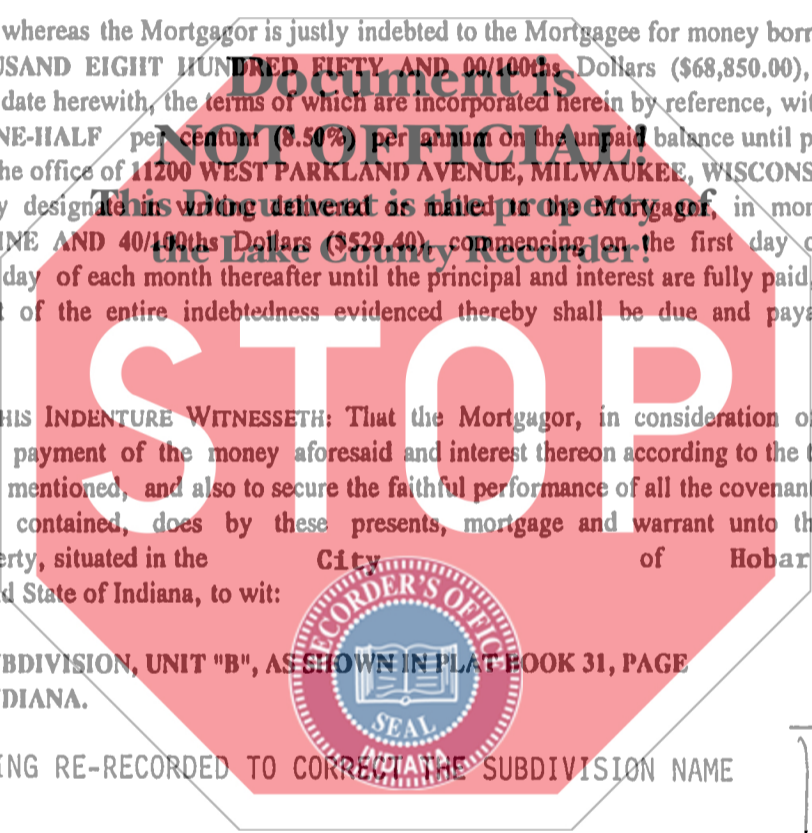 whereas the Mortgagor is justly indebted to the Mortgagee for money borr
USAND EIGHT HUNDRED FIFTY AND 00/100ths Dollars ($68,850.00),
date herewith, the terms of which are incorporated herein by reference, wit
NE-HALF per centum (8.50%) per annum on the unpaid balance until p
he office of 11200 WEST PARKLAND AVENUE, MILWAUKEE, WISCONS
y designate in writing delivered or mailed to the Mortgagor, in mon
INE AND 40/100ths Dollars ($529.40), commencing on the first day o
day of each month thereafter until the principal and interest are fully paid,
t of the entire indebtedness evidenced thereby shall be due and paya
Document is
NOT OFFICIAL!
This Document is the property of
the Lake County Recorder!
STOP
HIS INDENTURE WITNESSETH: That the Mortgagor, in consideration o
payment of the money aforesaid and interest thereon according to the t
mentioned, and also to secure the faithful performance of all the covenant
contained, does by these presents, mortgage and warrant unto th
erty, situated in the City of Hobar
d State of Indiana, to wit:
RECORDER'S OFFICE
SEAL
INDIANA
BDIVISION, UNIT "B", AS SHOWN IN PLAT BOOK 31, PAGE
DIANA.
ING RE-RECORDED TO CORRECT THE SUBDIVISION NAME